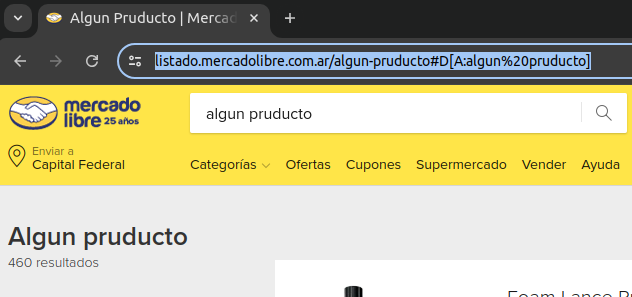 Algun Pruducto | Mercad
listado.mercadolibre.com.ar/algun-pruducto#D[A:algun%20pruducto]
mercado
libre 25 años
algun pruducto
Enviar a
Capital Federal
Categorías Ofertas Cupones Supermercado Vender Ayuda
Algun pruducto
460 resultados
Foam Lance